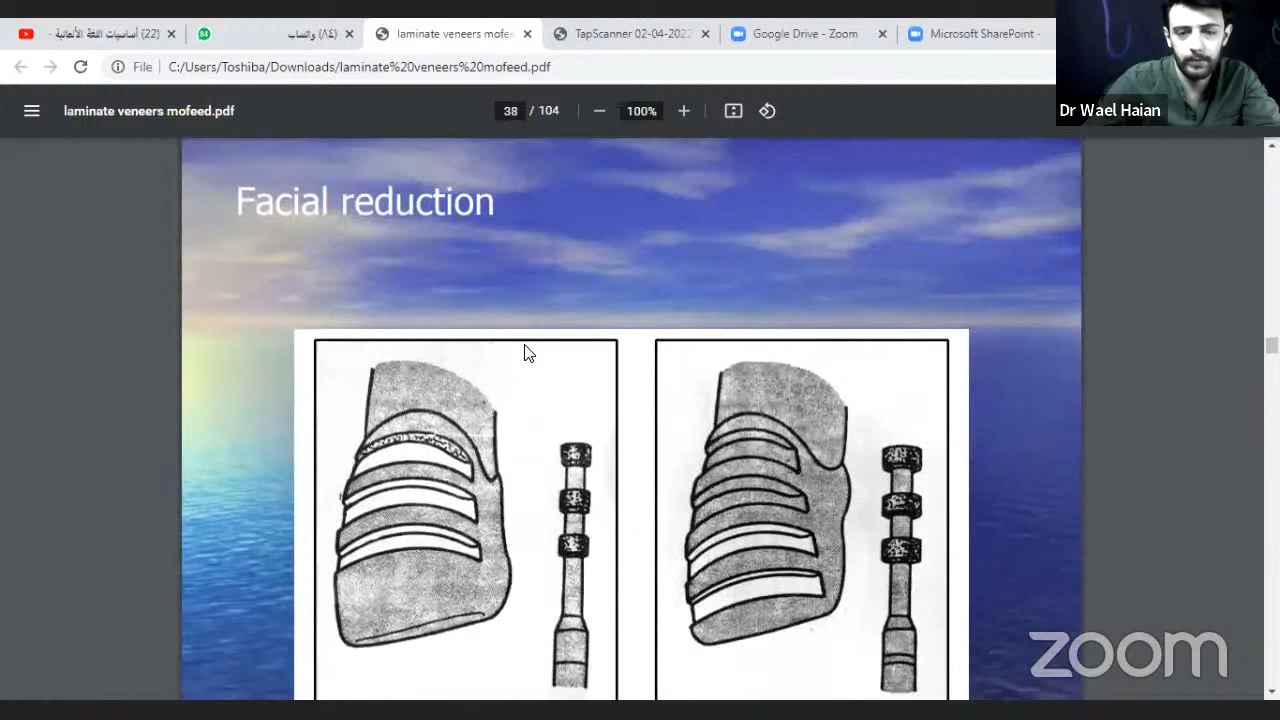 (22) أساسيات اللغة الألمانية -
(٨٤) واتساب
laminate veneers mofee
TapScanner 02-04-2022
Google Drive - Zoom
Microsoft SharePoint -
File
C:/Users/Toshiba/Downloads/laminate%20veneers%20mofeed.pdf
laminate veneers mofeed.pdf
38 / 104
100%
Dr Wael Haian
Facial reduction
zoom